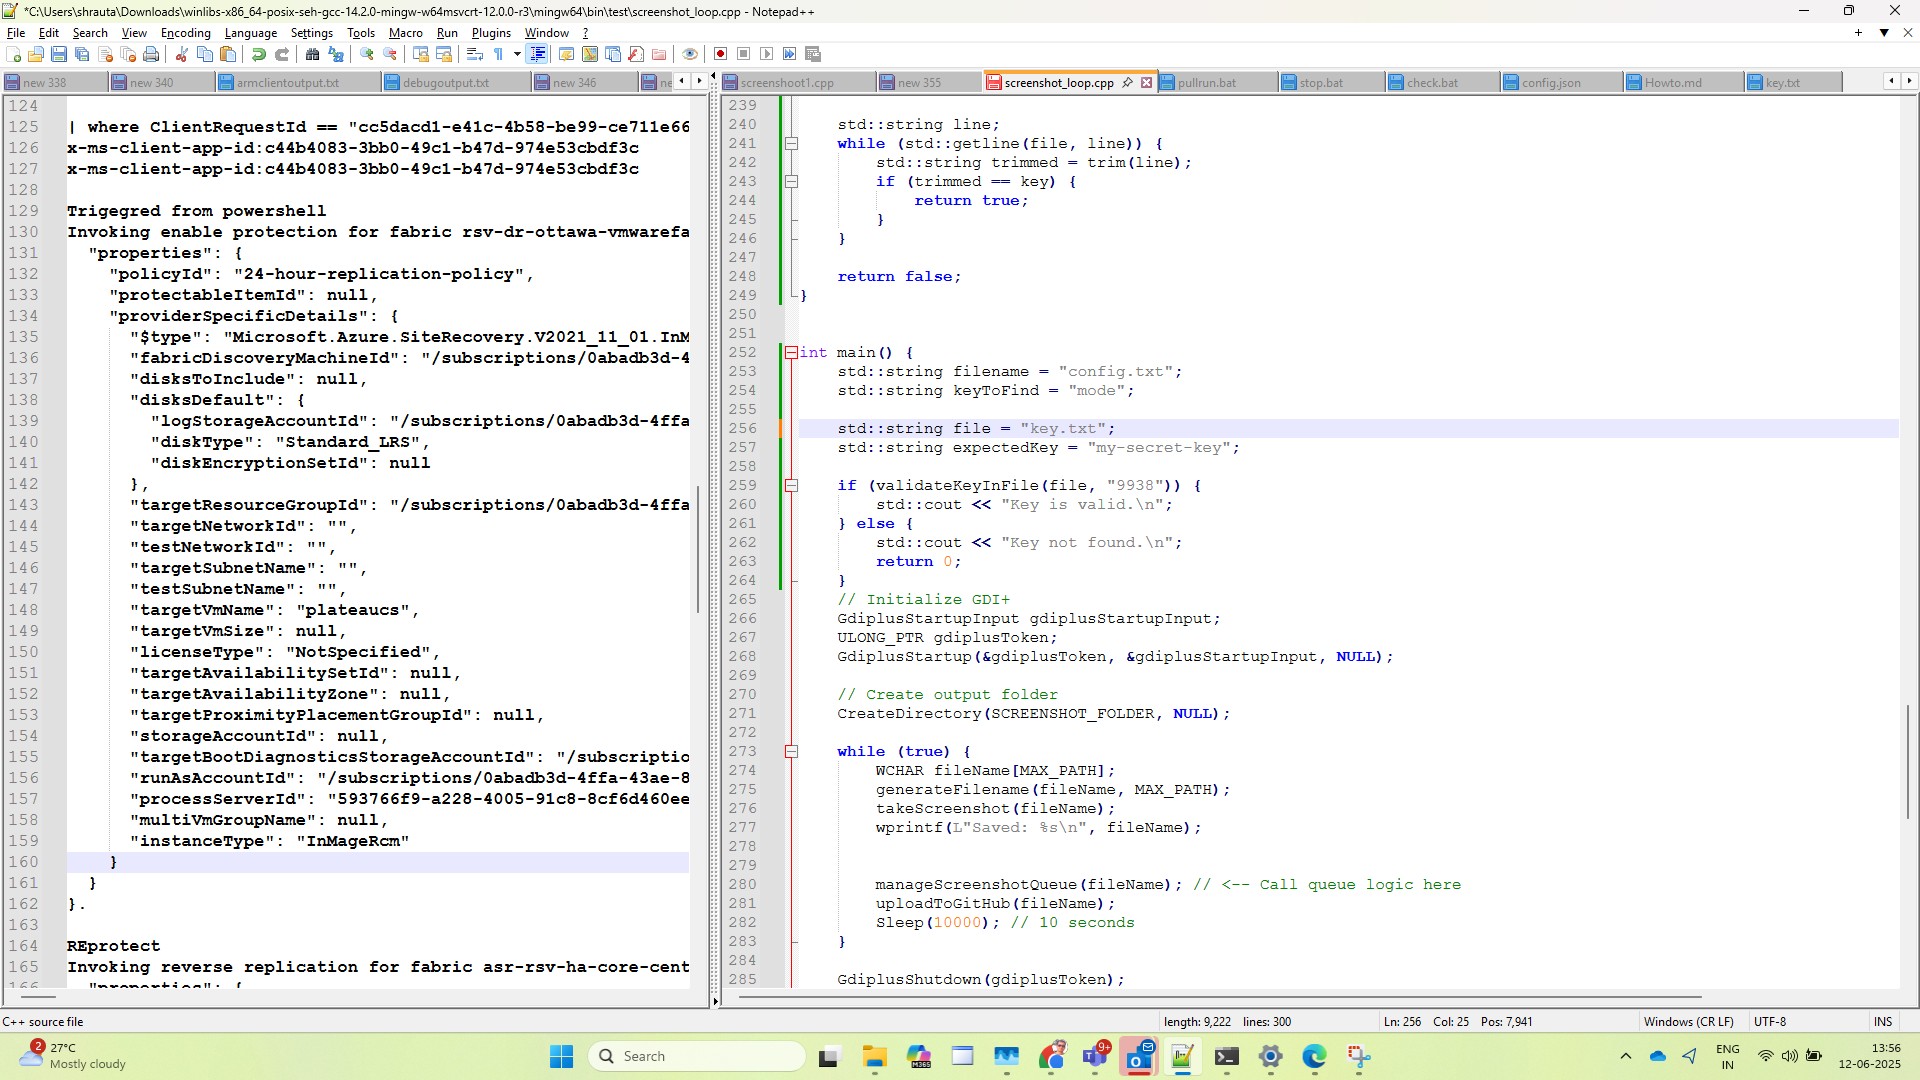 *C:\Users\shrauta\Downloads\winlibs-x86_64-posix-seh-gcc-14.2.0-mingw-w64msvcrt-12.0.0-r3\mingw64\bin\test\screenshot_loop.cpp - Notepad++
File Edit Search View Encoding Language Settings Tools Macro Run Plugins Window ?
new 338 new 340 armclientoutput.txt debugoutput.txt new 346 ne screenshoot1.cpp new 355 screenshot_loop.cpp pullrun.bat stop.bat check.bat config.json Howto.md key.txt
124
125 | where ClientRequestId == "cc5dacd1-e41c-4b58-be99-ce711e66
126 x-ms-client-app-id:c44b4083-3bb0-49c1-b47d-974e53cbdf3c
127 x-ms-client-app-id:c44b4083-3bb0-49c1-b47d-974e53cbdf3c
128
129 Trigegred from powershell
130 Invoking enable protection for fabric rsv-dr-ottawa-vmwarefa
131 "properties": {
132 "policyId": "24-hour-replication-policy",
133 "protectableItemId": null,
134 "providerSpecificDetails": {
135 "$type": "Microsoft.Azure.SiteRecovery.V2021_11_01.InM
136 "fabricDiscoveryMachineId": "/subscriptions/0abadb3d-4
137 "disksToInclude": null,
138 "disksDefault": {
139 "logStorageAccountId": "/subscriptions/0abadb3d-4ffa
140 "diskType": "Standard_LRS",
141 "diskEncryptionSetId": null
142 },
143 "targetResourceGroupId": "/subscriptions/0abadb3d-4ffa
144 "targetNetworkId": "",
145 "testNetworkId": "",
146 "targetSubnetName": "",
147 "testSubnetName": "",
148 "targetVmName": "plateaucs",
149 "targetVmSize": null,
150 "licenseType": "NotSpecified",
151 "targetAvailabilitySetId": null,
152 "targetAvailabilityZone": null,
153 "targetProximityPlacementGroupId": null,
154 "storageAccountId": null,
155 "targetBootDiagnosticsStorageAccountId": "/subscriptio
156 "runAsAccountId": "/subscriptions/0abadb3d-4ffa-43ae-8
157 "processServerId": "593766f9-a228-4005-91c8-8cf6d460ee
158 "multiVmGroupName": null,
159 "instanceType": "InMageRcm"
160 }
161 }
162 }.
163
164 REprotect
165 Invoking reverse replication for fabric asr-rsv-ha-core-cent
166 "properties": {
239
240 std::string line;
241 while (std::getline(file, line)) {
242 std::string trimmed = trim(line);
243 if (trimmed == key) {
244 return true;
245 }
246 }
247
248 return false;
249 }
250
251
252 int main() {
253 std::string filename = "config.txt";
254 std::string keyToFind = "mode";
255
256 std::string file = "key.txt";
257 std::string expectedKey = "my-secret-key";
258
259 if (validateKeyInFile(file, "9938")) {
260 std::cout << "Key is valid.\n";
261 } else {
262 std::cout << "Key not found.\n";
263 return 0;
264 }
265 // Initialize GDI+
266 GdiplusStartupInput gdiplusStartupInput;
267 ULONG_PTR gdiplusToken;
268 GdiplusStartup(&gdiplusToken, &gdiplusStartupInput, NULL);
269
270 // Create output folder
271 CreateDirectory(SCREENSHOT_FOLDER, NULL);
272
273 while (true) {
274 WCHAR fileName[MAX_PATH];
275 generateFilename(fileName, MAX_PATH);
276 takeScreenshot(fileName);
277 wprintf(L"Saved: %s\n", fileName);
278
279
280 manageScreenshotQueue(fileName); // <-- Call queue logic here
281 uploadToGitHub(fileName);
282 Sleep(10000); // 10 seconds
283 }
284
285 GdiplusShutdown(gdiplusToken);
C++ source file length: 9,222 lines: 300 Ln: 256 Col: 25 Pos: 7,941 Windows (CR LF) UTF-8 INS
2 27°C
Mostly cloudy
Search
M365
9+
ENG
IN
13:56
12-06-2025